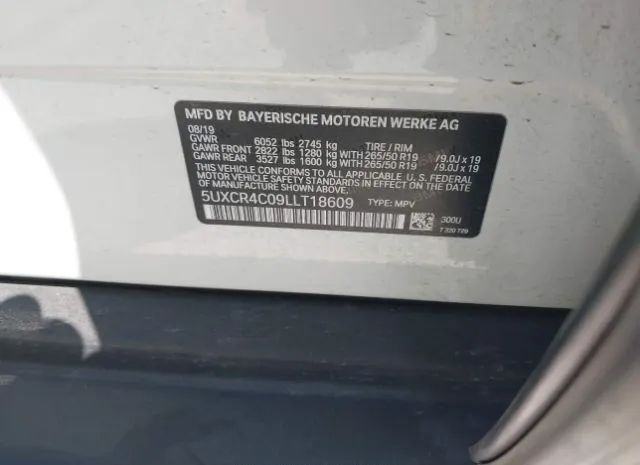 MFD BY BAYERISCHE MOTOREN WERKE AG
08/19
GVWR 6052 lbs 2745 kg TIRE / RIM
GAWR FRONT 2822 lbs 1280 kg WITH 265/50 R19 /9.0J x 19
GAWR REAR 3527 lbs 1600 kg WITH 265/50 R19 /9.0J x 19
THIS VEHICLE CONFORMS TO ALL APPLICABLE U.S. FEDERAL
MOTOR VEHICLE SAFETY STANDARDS IN EFFECT ON THE
DATE OF MANUFACTURE SHOWN ABOVE.
5UXCR4C09LLT18609 TYPE: MPV
300U